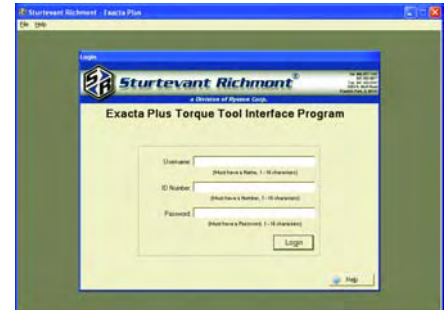 Sturtevant Richmont - Exacta Plus
File Help
Login
Sturtevant Richmont®
a Division of Ryeson Corp.
Exacta Plus Torque Tool Interface Program
Username
(Must have a Name, 1 - 16 characters)
ID Number
(Must have a Number, 1 - 16 characters)
Password
(Must have a Password, 1 - 16 characters)
Login
Help